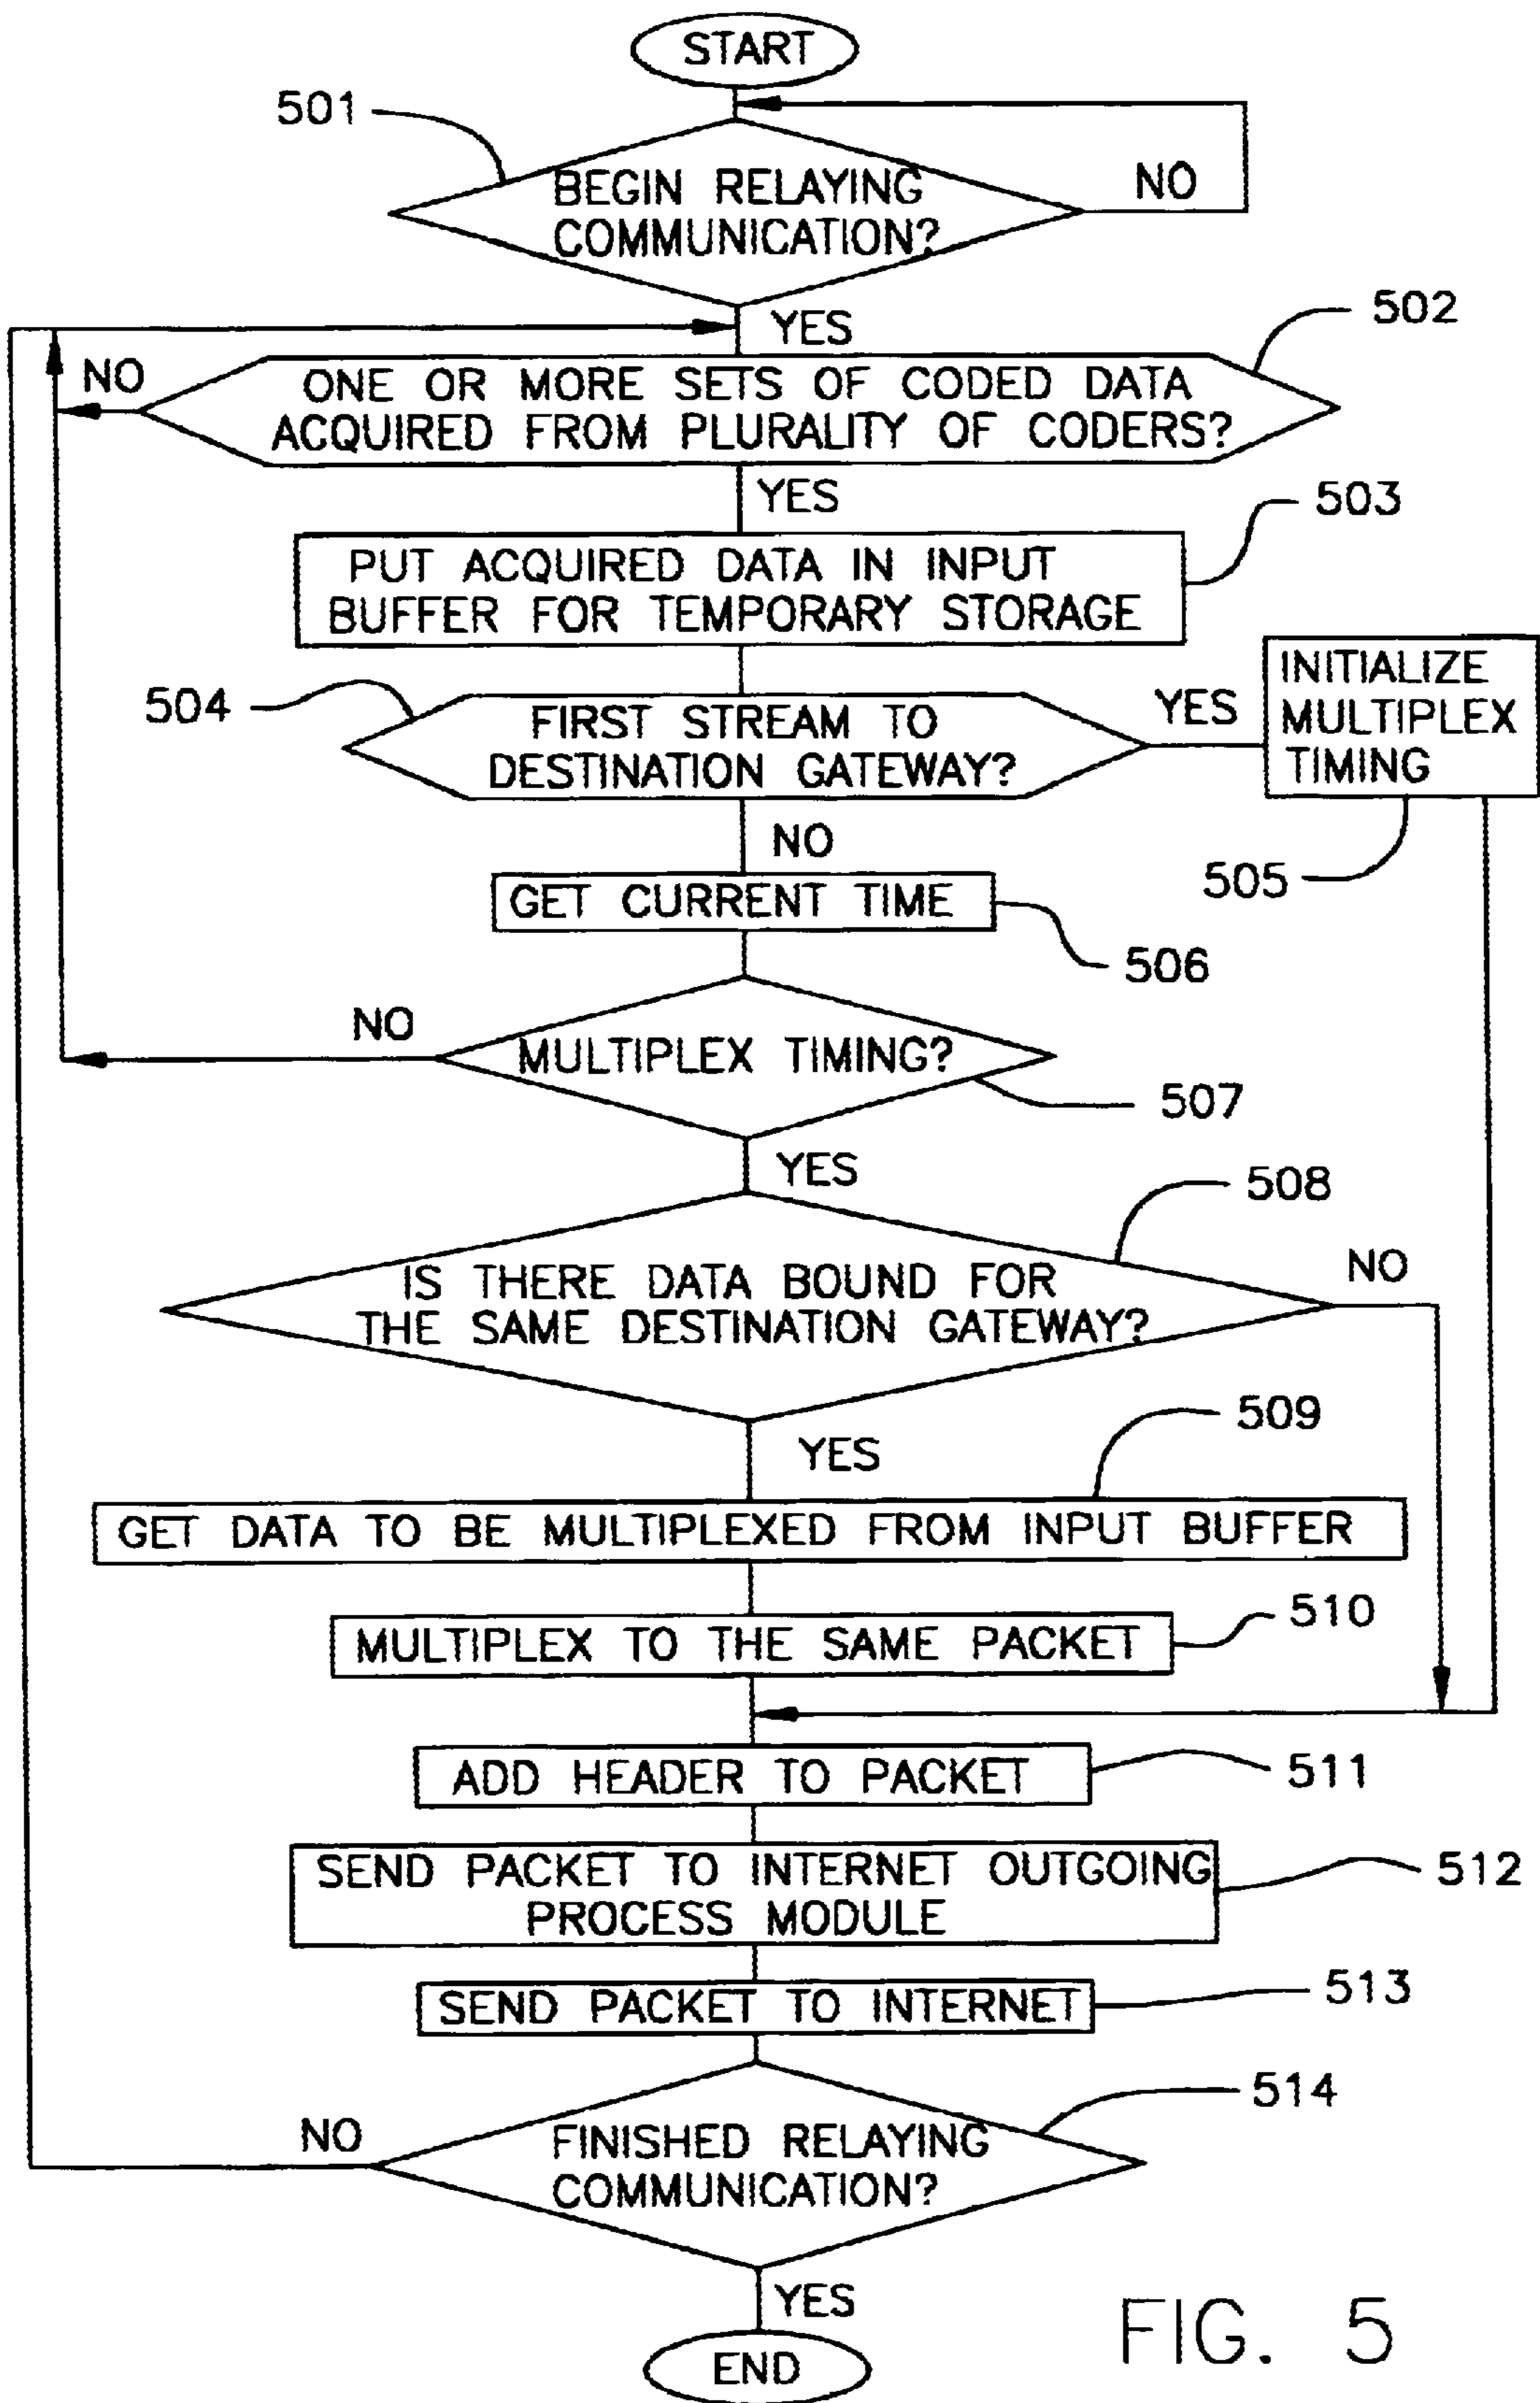 START
501
BEGIN RELAYING
COMMUNICATION?
NO
YES
502
NO
ONE OR MORE SETS OF CODED DATA
ACQUIRED FROM PLURALITY OF CODERS?
YES
503
PUT ACQUIRED DATA IN INPUT
BUFFER FOR TEMPORARY STORAGE
504
FIRST STREAM TO
DESTINATION GATEWAY?
YES
INITIALIZE
MULTIPLEX
TIMING
505
NO
GET CURRENT TIME
506
NO
MULTIPLEX TIMING?
507
YES
508
IS THERE DATA BOUND FOR
THE SAME DESTINATION GATEWAY?
NO
509
YES
GET DATA TO BE MULTIPLEXED FROM INPUT BUFFER
510
MULTIPLEX TO THE SAME PACKET
ADD HEADER TO PACKET
511
SEND PACKET TO INTERNET OUTGOING
PROCESS MODULE
512
SEND PACKET TO INTERNET
513
514
NO
FINISHED RELAYING
COMMUNICATION?
YES
END
FIG. 5